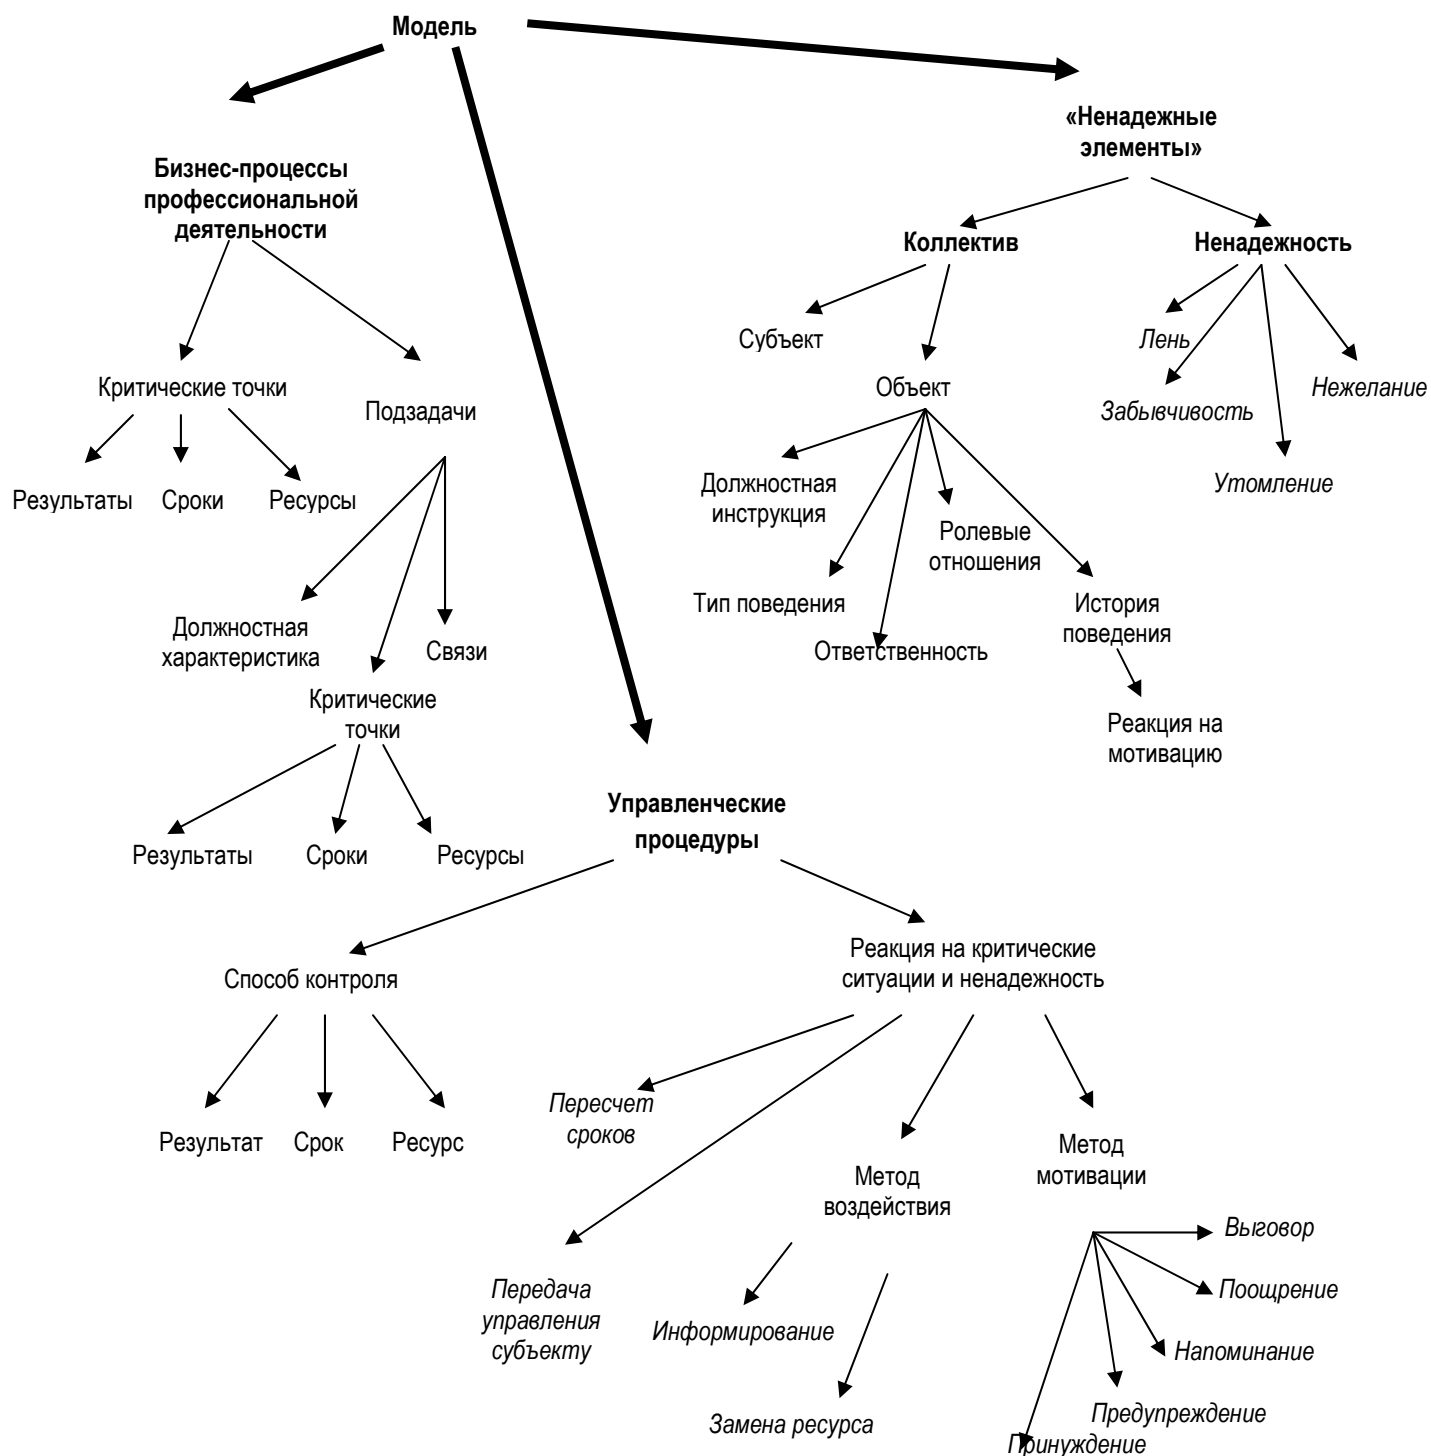 Модель
«Ненадежные
элементы»
Бизнес-процессы
профессиональной
деятельности
Коллектив
Ненадежность
Субъект
Лень
Критические точки
Объект
Нежелание
Подзадачи
Забывчивость
Результаты
Сроки
Ресурсы
Должностная
инструкция
Утомление
Ролевые
отношения
Тип поведения
История
поведения
Должностная
характеристика
Связи
Ответственность
Критические
точки
Реакция на
мотивацию
Управленческие
процедуры
Результаты
Сроки
Ресурсы
Способ контроля
Реакция на критические
ситуации и ненадежность
Пересчет
сроков
Результат
Срок
Ресурс
Метод
мотивации
Метод
воздействия
Выговор
Передача
управления
субъекту
Поощрение
Информирование
Напоминание
Замена ресурса
Предупреждение
Принуждение